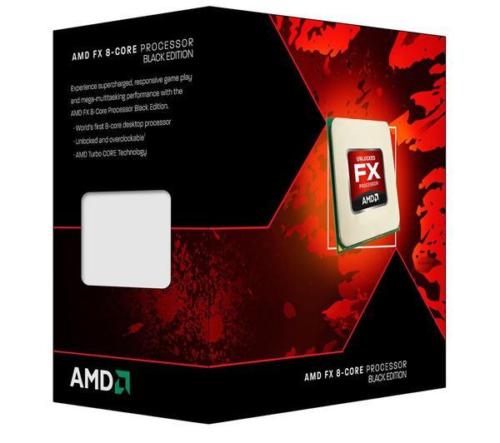 AMD FX 8-CORE PROCESSOR
BLACK EDITION
Experience supercharged, responsive game play
and mega-multitasking performance with the
AMD FX 8-Core Processor Black Edition.
-World's first 8-core desktop processor
-Unlocked and overclockable¹
-AMD Turbo CORE Technology
UNLOCKED
FX
PROCESSOR
AMD
AMD
AMD FX 8-CORE PROCESSOR
BLACK EDITION